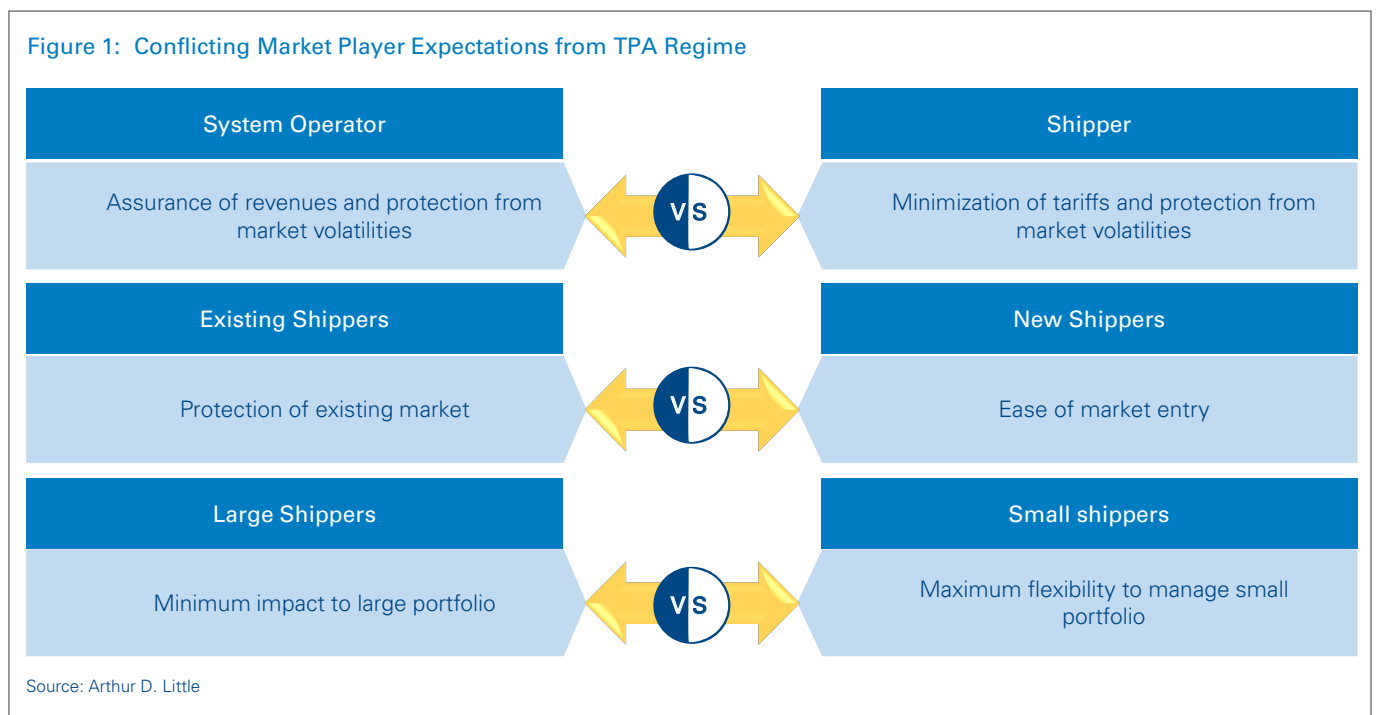 Figure 1: Conflicting Market Player Expectations from TPA Regime
System Operator
Shipper
Assurance of revenues and protection from
market volatilities
VS
Minimization of tariffs and protection from
market volatilities
Existing Shippers
New Shippers
Protection of existing market
VS
Ease of market entry
Large Shippers
Small shippers
Minimum impact to large portfolio
VS
Maximum flexibility to manage small
portfolio
Source: Arthur D. Little